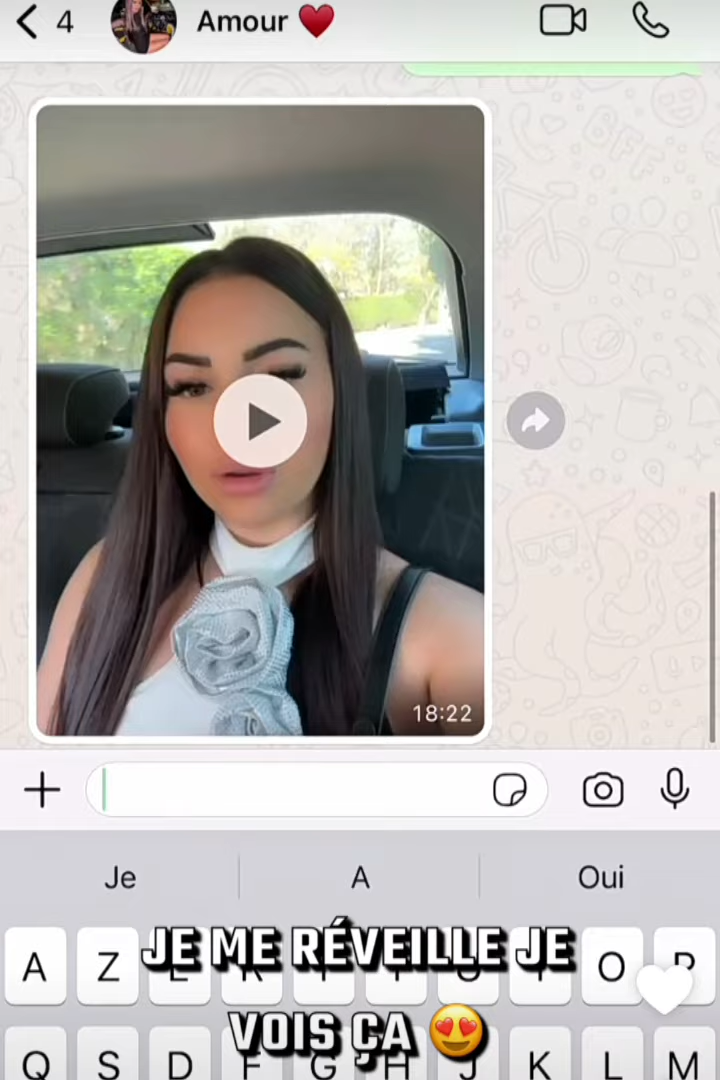 4 Amour ❤️
18:22
Je A Oui
A Z O P
JE ME RÉVEILLE JE
VOIS ÇA 😍
Q S D F G H J K L M